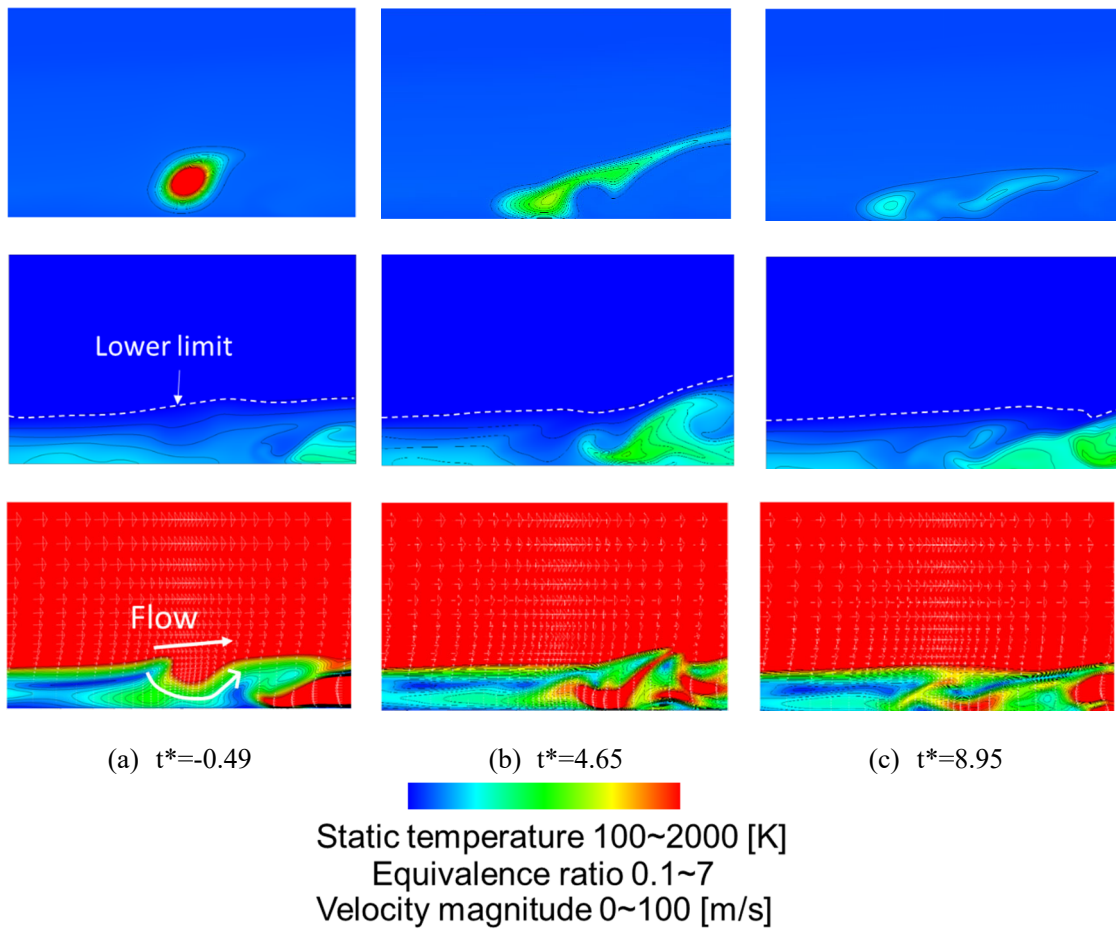 Lower limit
Flow
(a) t*=-0.49
(b) t*=4.65
(c) t*=8.95
Static temperature 100~2000 [K]
Equivalence ratio 0.1~7
Velocity magnitude 0~100 [m/s]